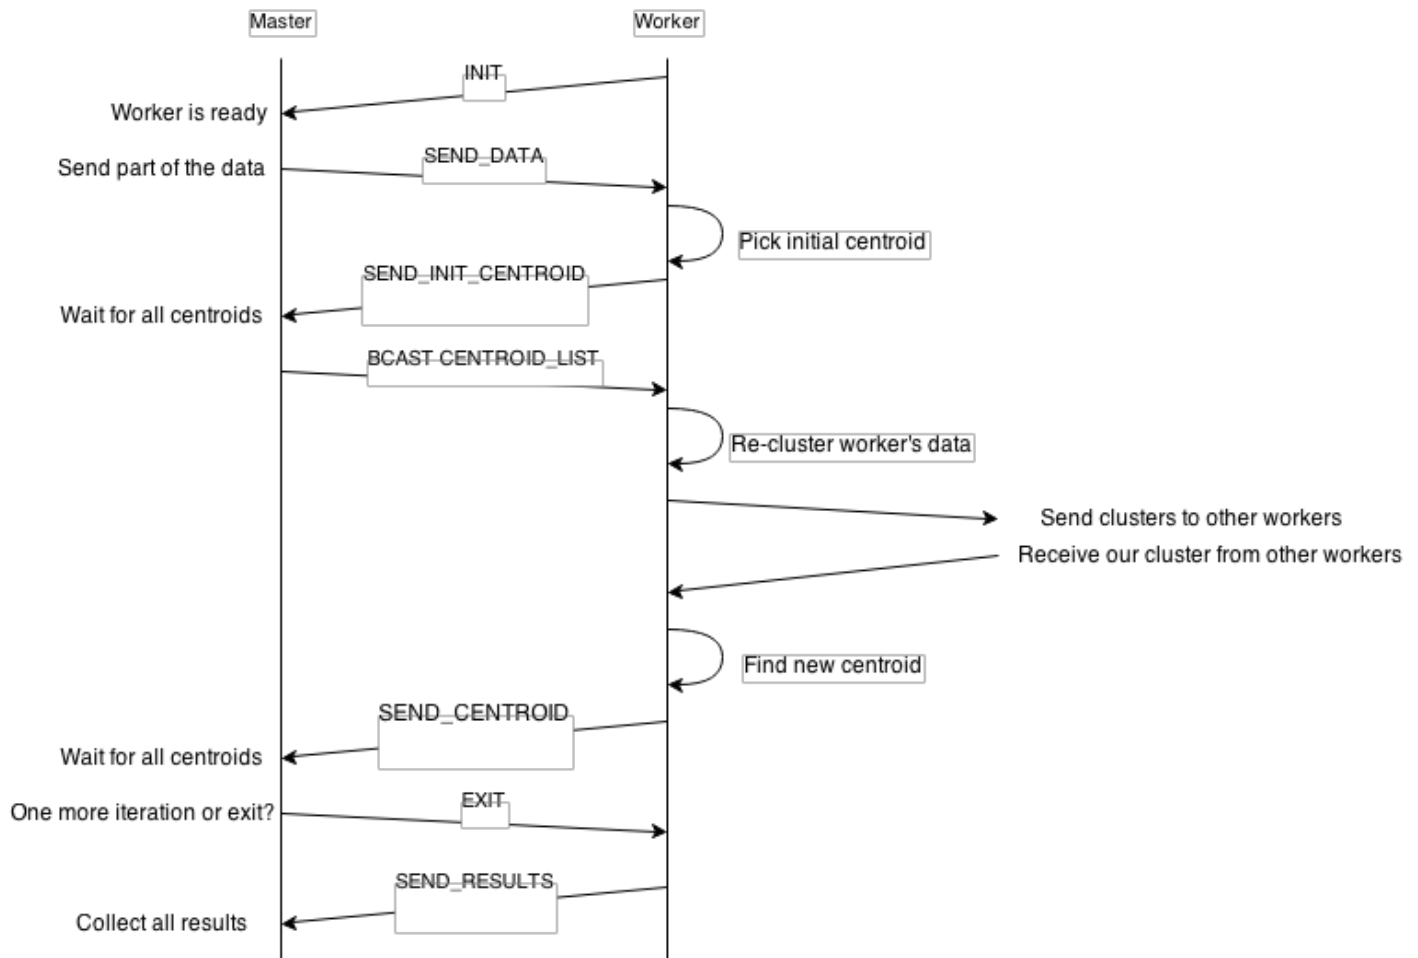 Master
Worker
INIT
Worker is ready
SEND_DATA
Send part of the data
Pick initial centroid
SEND_INIT_CENTROID
Wait for all centroids
BCAST CENTROID_LIST
Re-cluster worker's data
Send clusters to other workers
Receive our cluster from other workers
Find new centroid
SEND_CENTROID
Wait for all centroids
EXIT
One more iteration or exit?
SEND_RESULTS
Collect all results